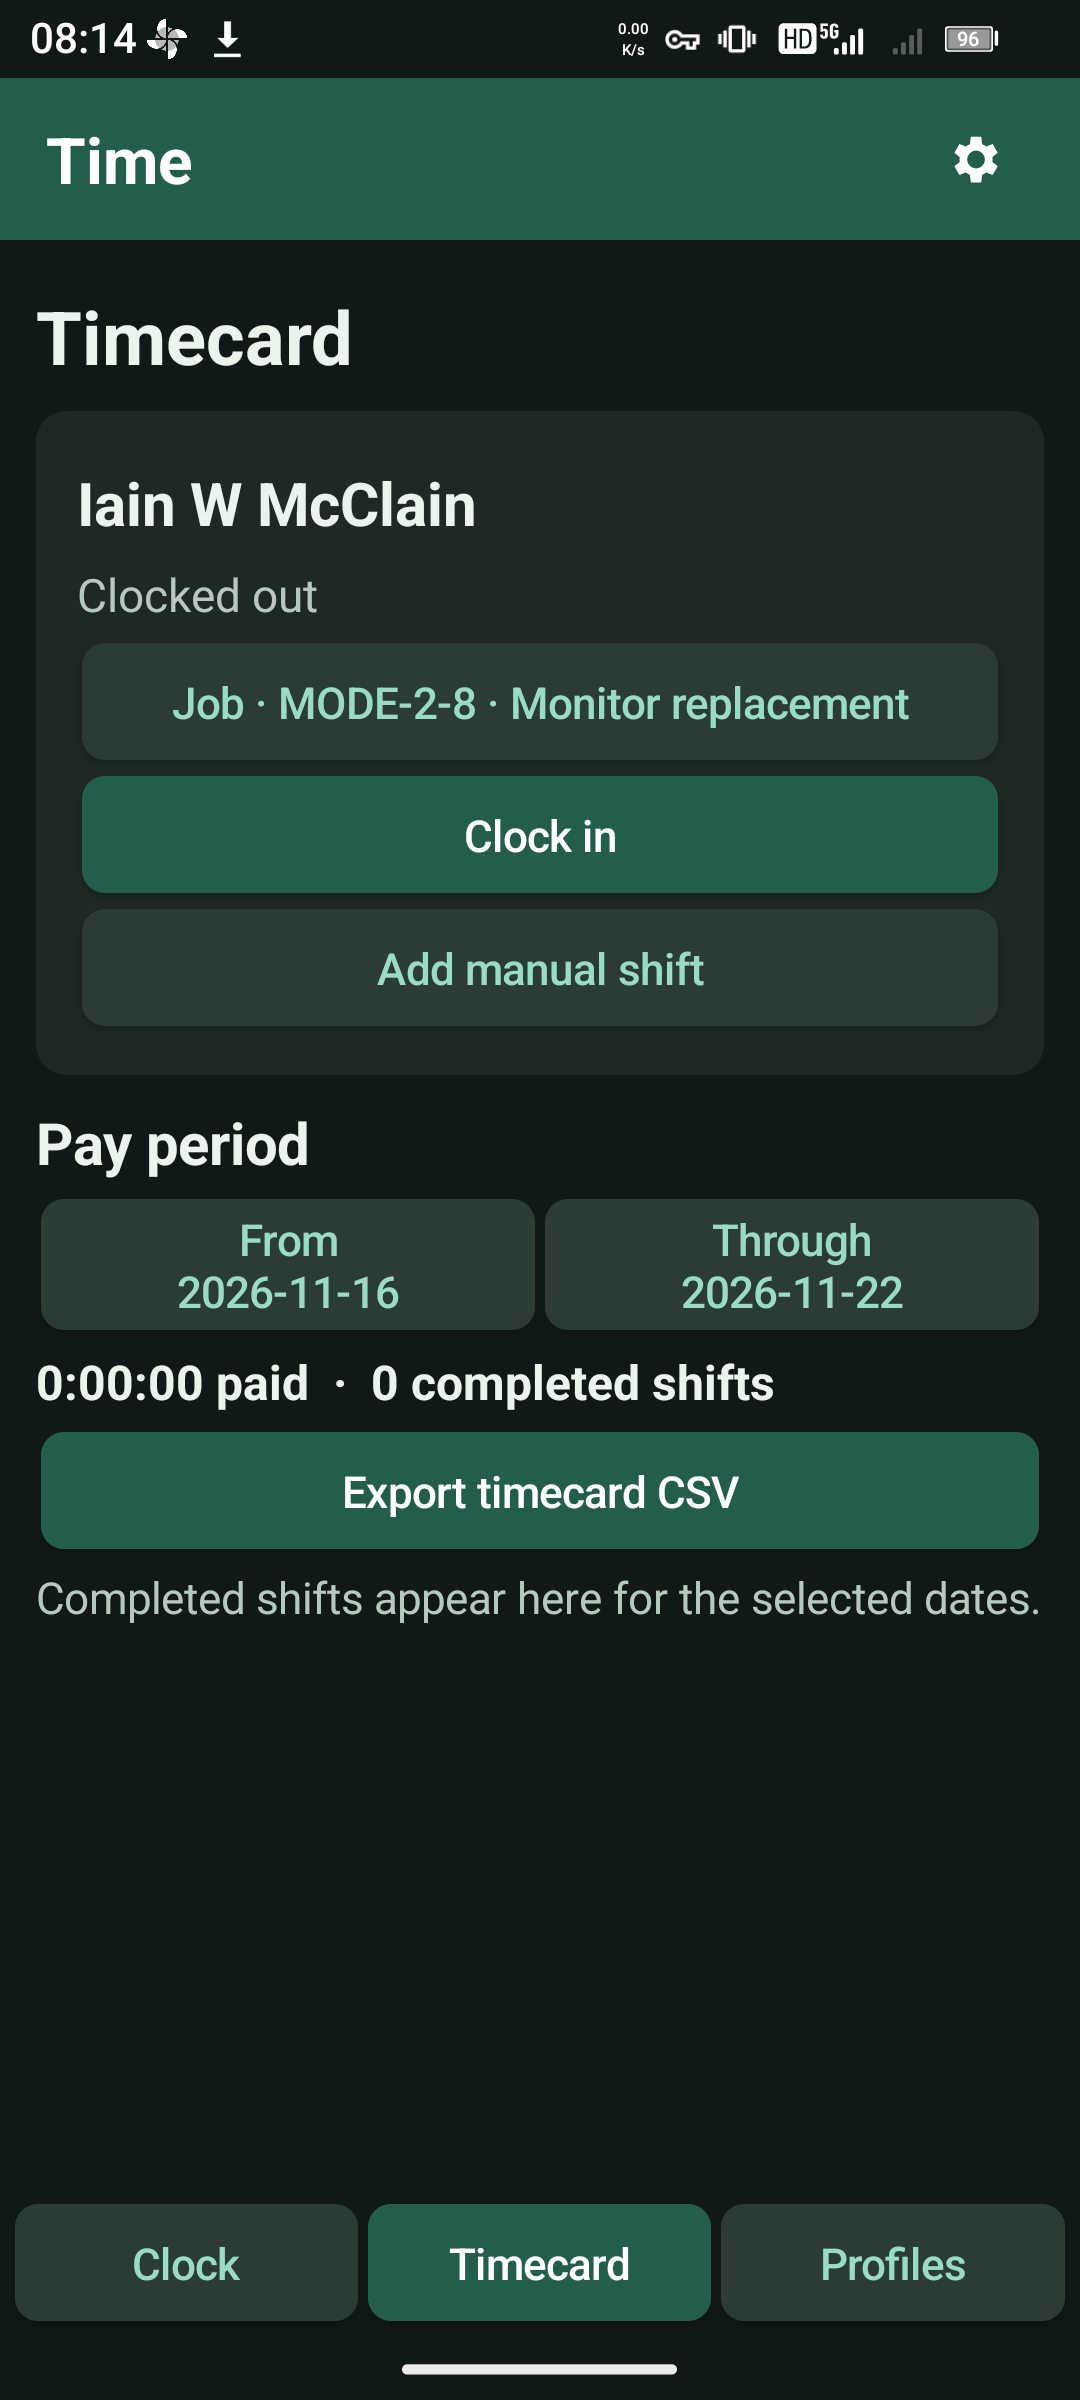 08:14
0.00
K/s
HD
5G
96
Time
Timecard
Iain W McClain
Clocked out
Job · MODE-2-8 · Monitor replacement
Clock in
Add manual shift
Pay period
From
2026-11-16
Through
2026-11-22
0:00:00 paid · 0 completed shifts
Export timecard CSV
Completed shifts appear here for the selected dates.
Clock
Timecard
Profiles